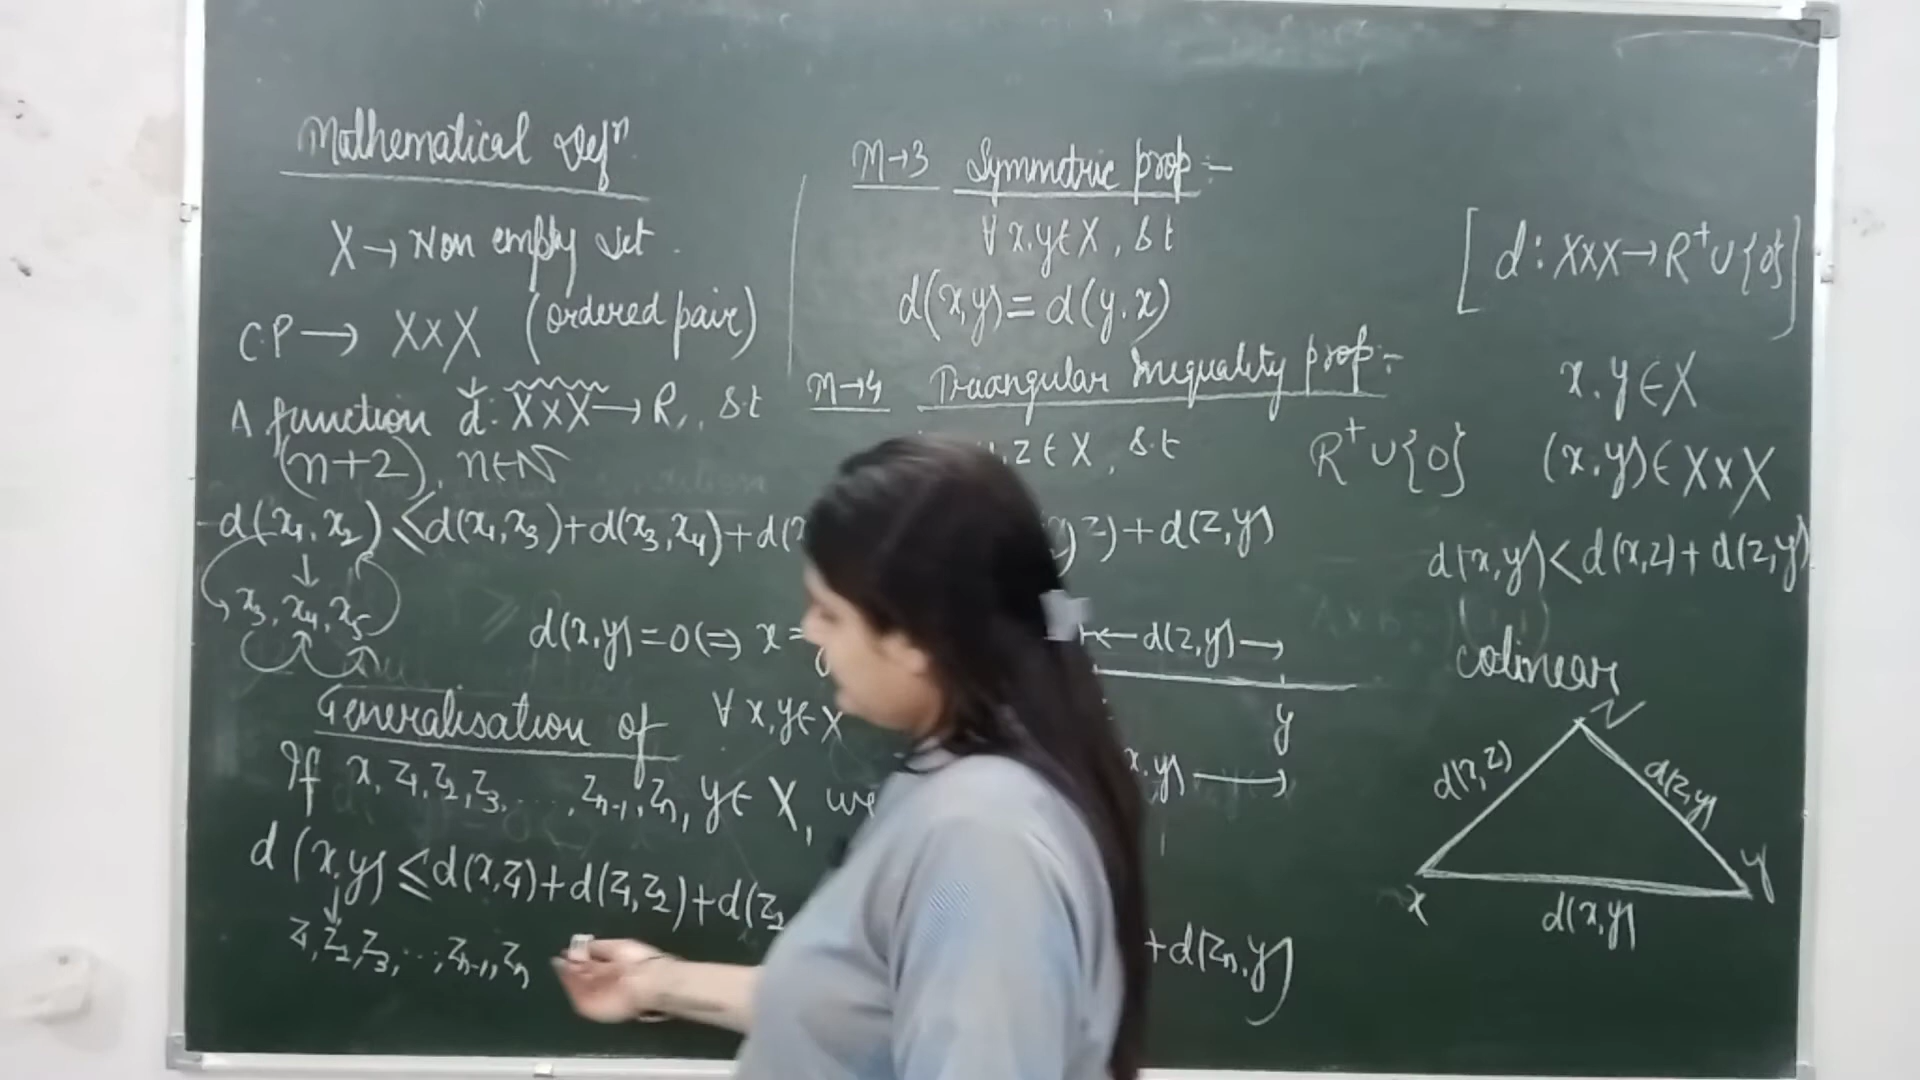 Mathematical Defⁿ
X → Non empty set.
C.P → X×X (ordered pair)
A function d: X×X → R, s.t
(n+2), n∈N
d(x₁, x₂) ≤ d(x₁, x₃) + d(x₃, x₄) + d(x
x₃, x₄, x₅
d(x,y) = 0 (⇒ x =
∀ x,y ∈ X
Generalisation of
If x, z₁, z₂, z₃, ...., zₙ₋₁, zₙ, y ∈ X, we
d(x,y) ≤ d(x,z₁) + d(z₁,z₂) + d(z₂
+ d(zₙ,y)
z₁, z₂, z₃, ...., zₙ₋₁, zₙ
M→3 Symmetric prop:-
∀ x,y ∈ X, s t
d(x,y) = d(y.x)
M→4 Triangular Inequality prop:-
, z ∈ X, s.t
z) + d(z,y)
← d(z,y) →
y
x,y) →
[d: X×X → R⁺ ∪ {0}]
x.y ∈ X
R⁺ ∪ {0}
(x.y) ∈ X×X
d(x,y) < d(x,z) + d(z,y)
colinear
z
d(x,z)
d(z,y)
x
y
d(x,y)